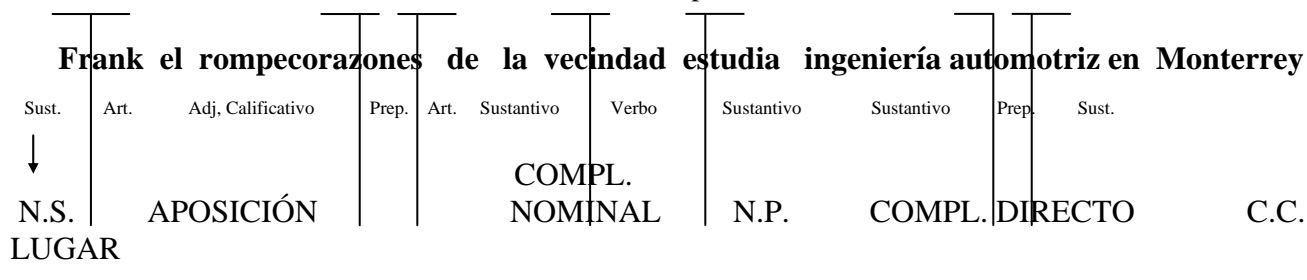 Frank el rompecorazones de la vecindad estudia ingeniería automotriz en Monterrey
Sust. Art. Adj, Calificativo Prep. Art. Sustantivo Verbo Sustantivo Sustantivo Prep. Sust.
COMPL.
N.S. APOSICIÓN NOMINAL N.P. COMPL. DIRECTO C.C.
LUGAR